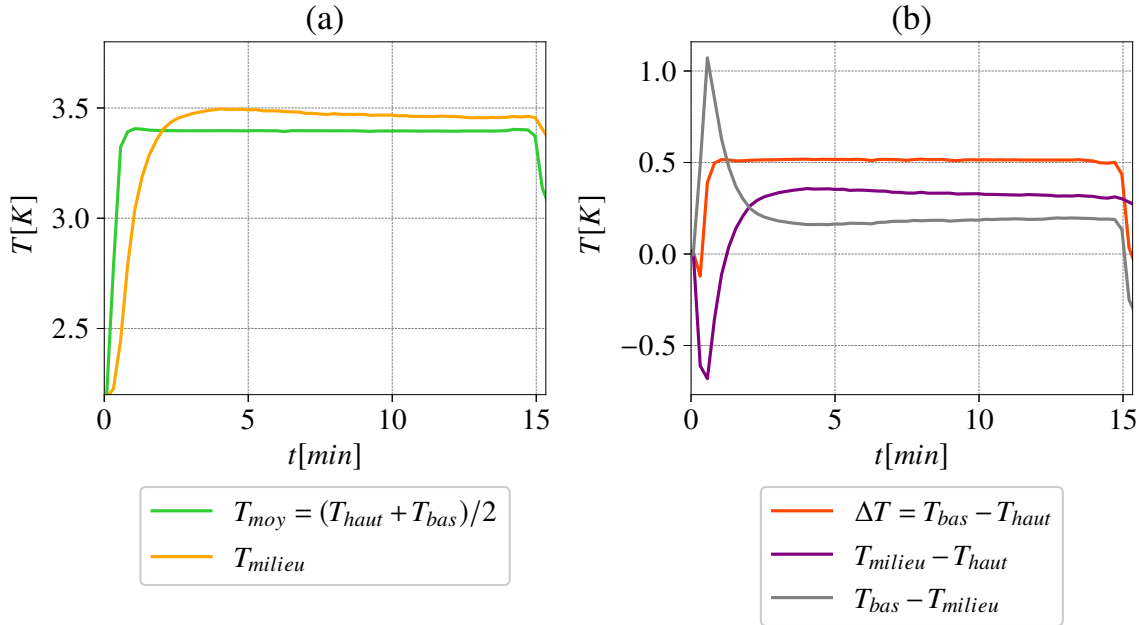 (a)
3.5
3.0
2.5
T[K]
0
5
10
15
t[min]
T_moy = (T_haut + T_bas)/2
T_milieu
(b)
1.0
0.5
0.0
−0.5
T[K]
0
5
10
15
t[min]
ΔT = T_bas − T_haut
T_milieu − T_haut
T_bas − T_milieu